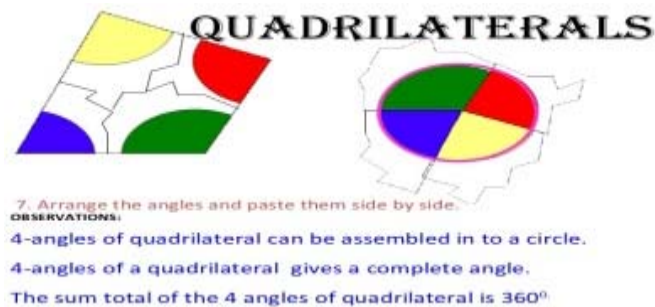 QUADRILATERALS
7. Arrange the angles and paste them side by side.
OBSERVATIONS:
4-angles of quadrilateral can be assembled in to a circle.
4-angles of a quadrilateral gives a complete angle.
The sum total of the 4 angles of quadrilateral is 360⁰